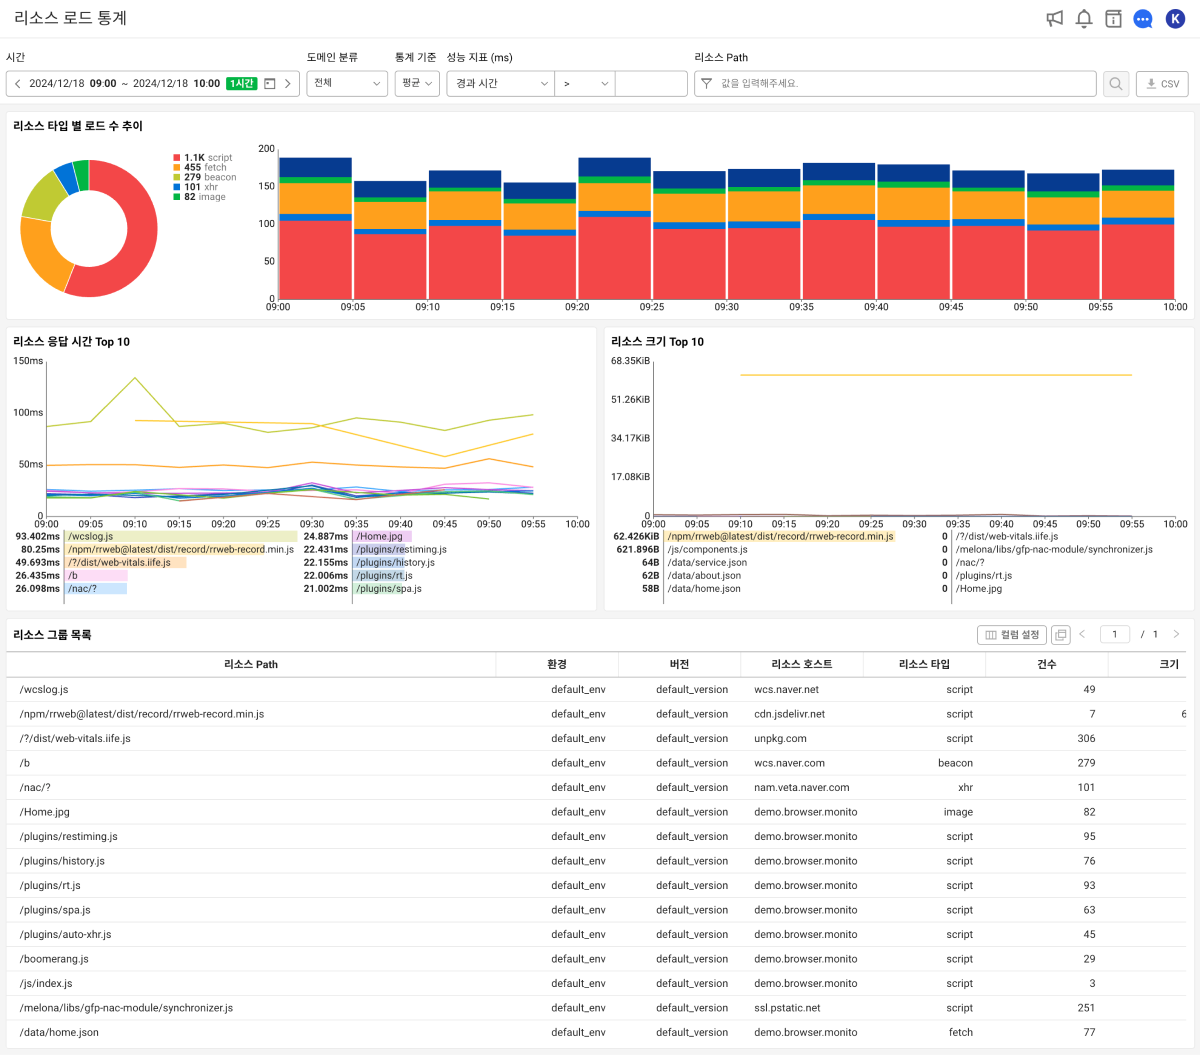 리소스 로드 통계
K
시간
도메인 분류
통계 기준
성능 지표 (ms)
리소스 Path
2024/12/18 09:00 ~ 2024/12/18 10:00 1시간
전체
평균
경과 시간
>
값을 입력해주세요.
CSV
리소스 타입 별 로드 수 추이
1.1K script
455 fetch
279 beacon
101 xhr
82 image
200
150
100
50
0
09:00 09:05 09:10 09:15 09:20 09:25 09:30 09:35 09:40 09:45 09:50 09:55 10:00
리소스 응답 시간 Top 10
150ms
100ms
50ms
0
09:00 09:05 09:10 09:15 09:20 09:25 09:30 09:35 09:40 09:45 09:50 09:55 10:00
93.402ms /wcslog.js
80.25ms /npm/rrweb@latest/dist/record/rrweb-record.min.js
49.693ms /?/dist/web-vitals.iife.js
26.435ms /b
26.098ms /nac/?
24.887ms /Home.jpg
22.431ms /plugins/restiming.js
22.155ms /plugins/history.js
22.006ms /plugins/rt.js
21.002ms /plugins/spa.js
리소스 크기 Top 10
68.35KiB
51.26KiB
34.17KiB
17.08KiB
0
09:00 09:05 09:10 09:15 09:20 09:25 09:30 09:35 09:40 09:45 09:50 09:55 10:00
62.426KiB /npm/rrweb@latest/dist/record/rrweb-record.min.js
621.896B /js/components.js
64B /data/service.json
62B /data/about.json
58B /data/home.json
0 /?/dist/web-vitals.iife.js
0 /melona/libs/gfp-nac-module/synchronizer.js
0 /nac/?
0 /plugins/rt.js
0 /Home.jpg
리소스 그룹 목록
컬럼 설정
1 / 1
리소스 Path 환경 버전 리소스 호스트 리소스 타입 건수 크기
/wcslog.js default_env default_version wcs.naver.net script 49
/npm/rrweb@latest/dist/record/rrweb-record.min.js default_env default_version cdn.jsdelivr.net script 7 6
/?/dist/web-vitals.iife.js default_env default_version unpkg.com script 306
/b default_env default_version wcs.naver.com beacon 279
/nac/? default_env default_version nam.veta.naver.com xhr 101
/Home.jpg default_env default_version demo.browser.monito image 82
/plugins/restiming.js default_env default_version demo.browser.monito script 95
/plugins/history.js default_env default_version demo.browser.monito script 76
/plugins/rt.js default_env default_version demo.browser.monito script 93
/plugins/spa.js default_env default_version demo.browser.monito script 63
/plugins/auto-xhr.js default_env default_version demo.browser.monito script 45
/boomerang.js default_env default_version demo.browser.monito script 29
/js/index.js default_env default_version demo.browser.monito script 3
/melona/libs/gfp-nac-module/synchronizer.js default_env default_version ssl.pstatic.net script 251
/data/home.json default_env default_version demo.browser.monito fetch 77